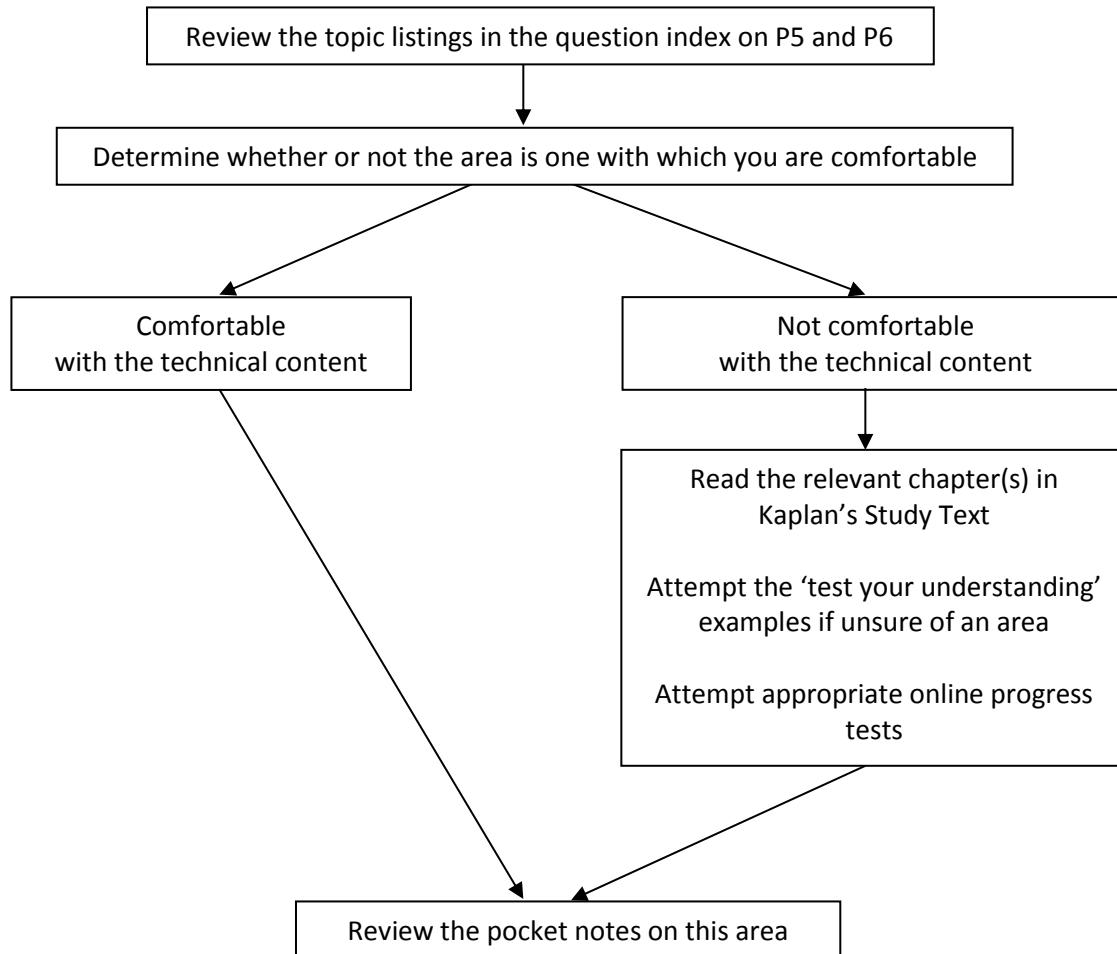 Review the topic listings in the question index on P5 and P6
Determine whether or not the area is one with which you are comfortable
Comfortable
with the technical content
Not comfortable
with the technical content
Read the relevant chapter(s) in
Kaplan’s Study Text
Attempt the ‘test your understanding’
examples if unsure of an area
Attempt appropriate online progress
tests
Review the pocket notes on this area